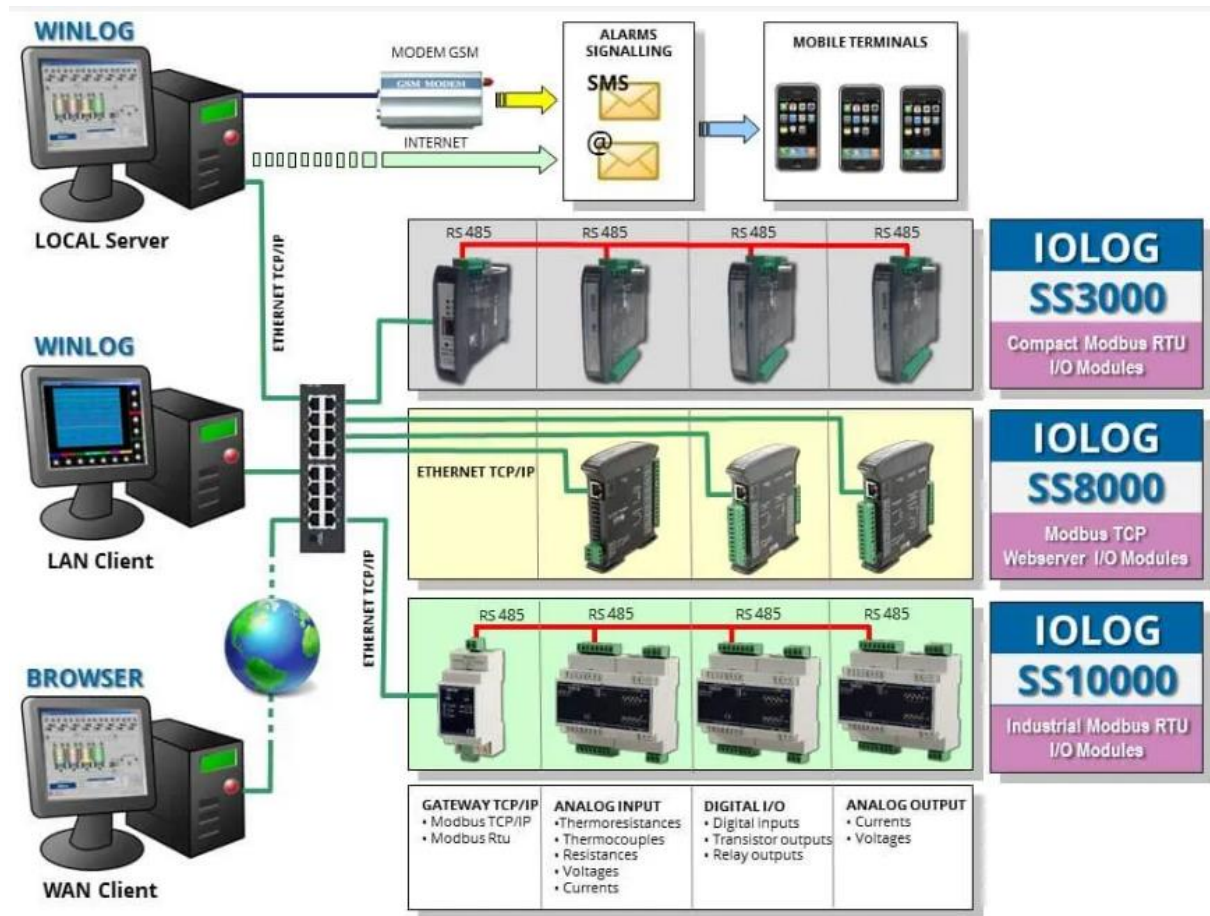 WINLOG
LOCAL Server
MODEM GSM
GSM MODEM
INTERNET
ALARMS
SIGNALLING
SMS
@
MOBILE TERMINALS
ETHERNET TCP/IP
RS 485
RS 485
RS 485
RS 485
IOLOG
SS3000
Compact Modbus RTU
I/O Modules
WINLOG
LAN Client
ETHERNET TCP/IP
IOLOG
SS8000
Modbus TCP
Webserver I/O Modules
ETHERNET TCP/IP
RS 485
RS 485
RS 485
RS 485
IOLOG
SS10000
Industrial Modbus RTU
I/O Modules
BROWSER
WAN Client
GATEWAY TCP/IP
• Modbus TCP/IP
• Modbus Rtu
ANALOG INPUT
•Thermoresistances
• Thermocouples
• Resistances
• Voltages
• Currents
DIGITAL I/O
• Digital inputs
• Transistor outputs
• Relay outputs
ANALOG OUTPUT
• Currents
• Voltages